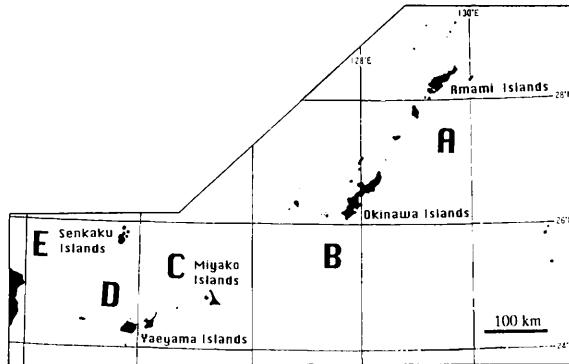 130°E
128°E
Amami Islands
28°
A
Okinawa Islands
26°
E
Senkaku
Islands
B
C
Miyako
Islands
D
Yaeyama Islands
100 km
24°